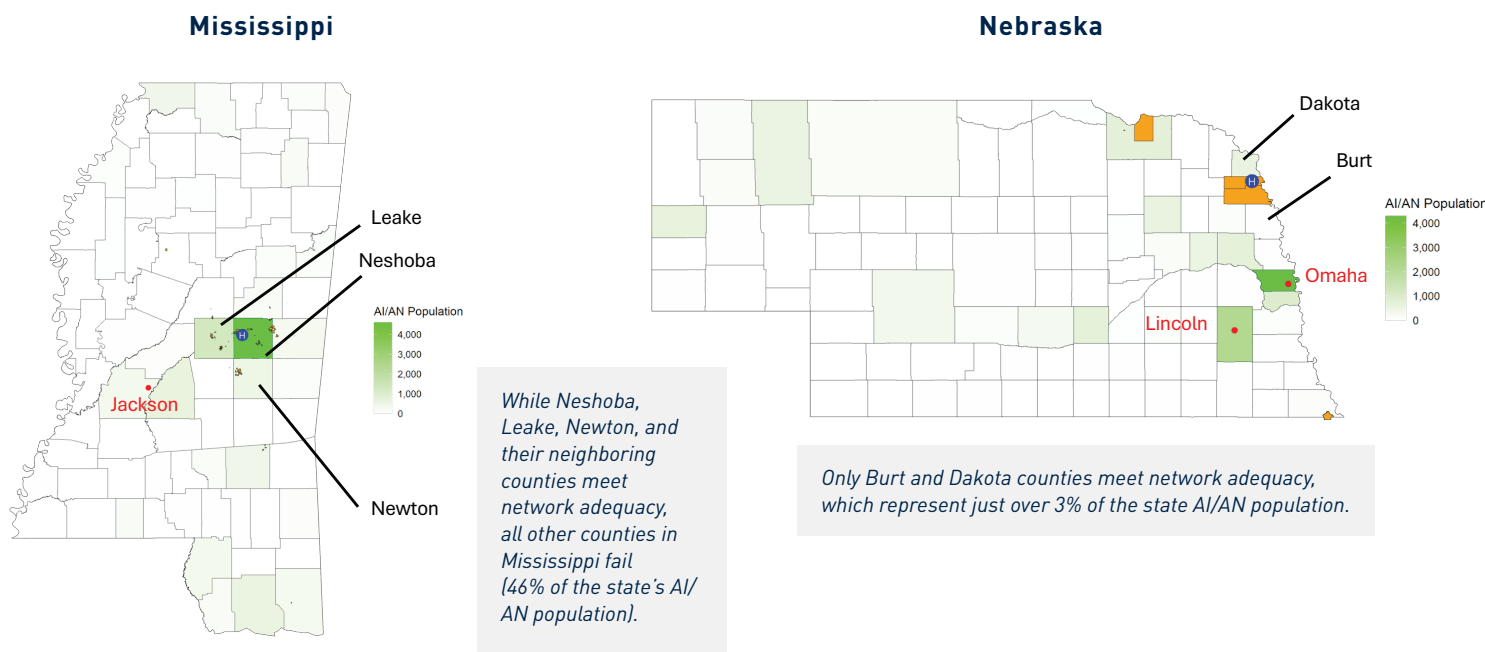 Mississippi
Leake
Neshoba
AI/AN Population
4,000
3,000
2,000
1,000
0
H
Jackson
Newton
While Neshoba,
Leake, Newton, and
their neighboring
counties meet
network adequacy,
all other counties in
Mississippi fail
(46% of the state's AI/
AN population).
Nebraska
Dakota
Burt
H
AI/AN Population
4,000
3,000
2,000
1,000
0
Omaha
Lincoln
Only Burt and Dakota counties meet network adequacy,
which represent just over 3% of the state AI/AN population.